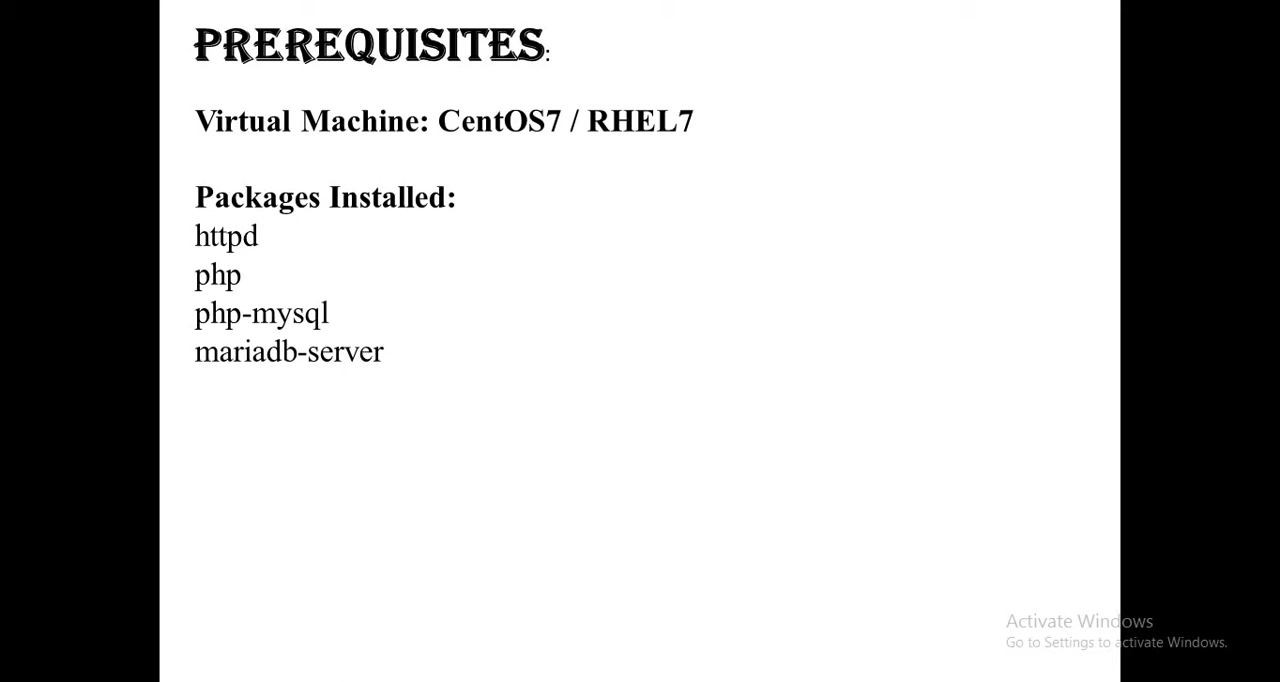 PREREQUISITES:
Virtual Machine: CentOS7 / RHEL7
Packages Installed:
httpd
php
php-mysql
mariadb-server
Activate Windows
Go to Settings to activate Windows.